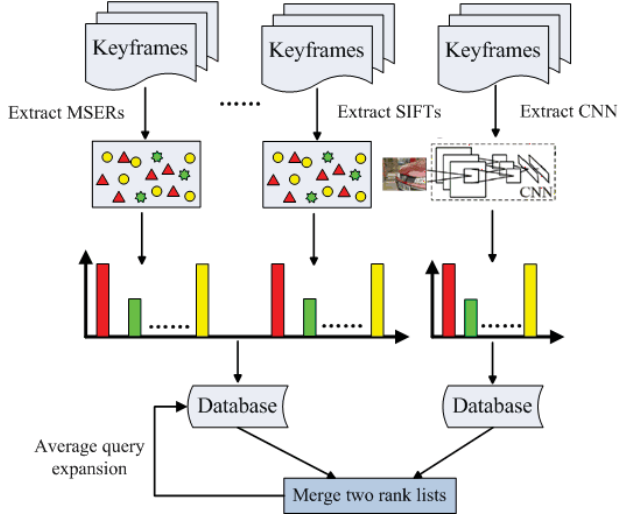 Keyframes
Keyframes
Keyframes
Extract MSERs
......
Extract SIFTs
Extract CNN
CNN
......
......
......
Database
Database
Average query
expansion
Merge two rank lists